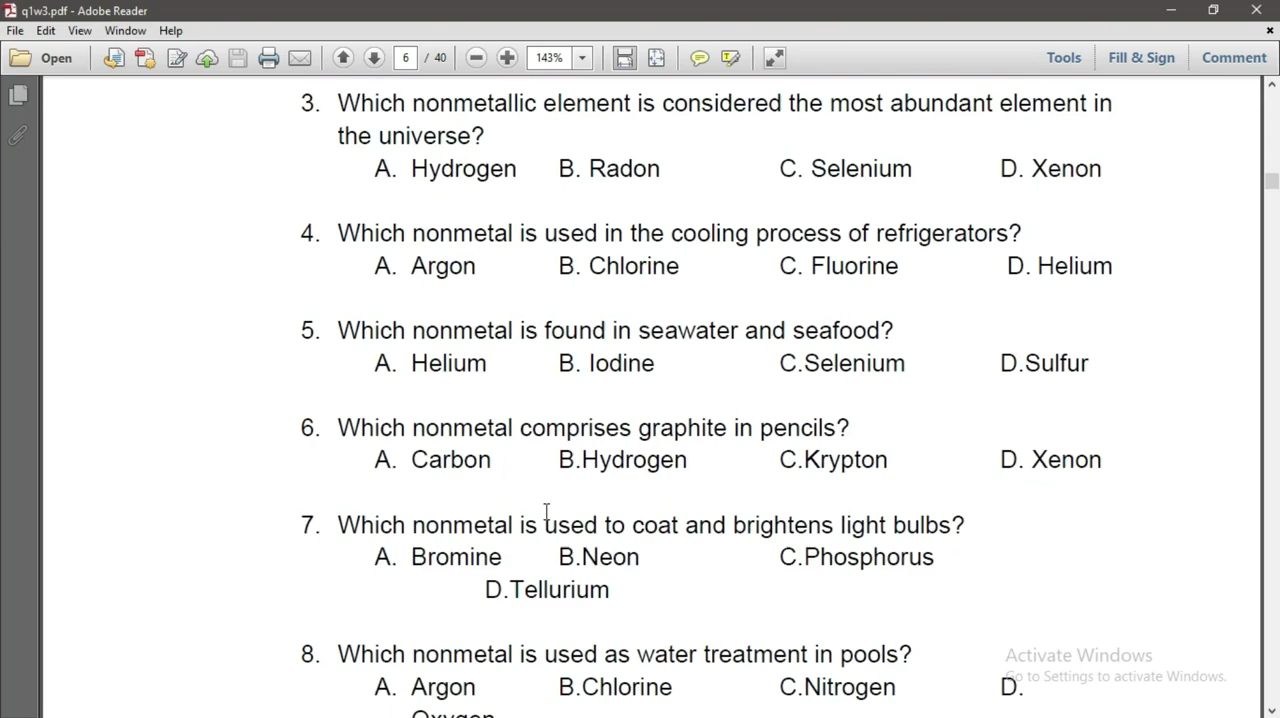 q1w3.pdf - Adobe Reader
File Edit View Window Help
Open 6 / 40 143% Tools Fill & Sign Comment
3. Which nonmetallic element is considered the most abundant element in
the universe?
A. Hydrogen B. Radon C. Selenium D. Xenon
4. Which nonmetal is used in the cooling process of refrigerators?
A. Argon B. Chlorine C. Fluorine D. Helium
5. Which nonmetal is found in seawater and seafood?
A. Helium B. Iodine C.Selenium D.Sulfur
6. Which nonmetal comprises graphite in pencils?
A. Carbon B.Hydrogen C.Krypton D. Xenon
7. Which nonmetal is used to coat and brightens light bulbs?
A. Bromine B.Neon C.Phosphorus
D.Tellurium
8. Which nonmetal is used as water treatment in pools?
A. Argon B.Chlorine C.Nitrogen D.
Oxygen
Activate Windows
Go to Settings to activate Windows.